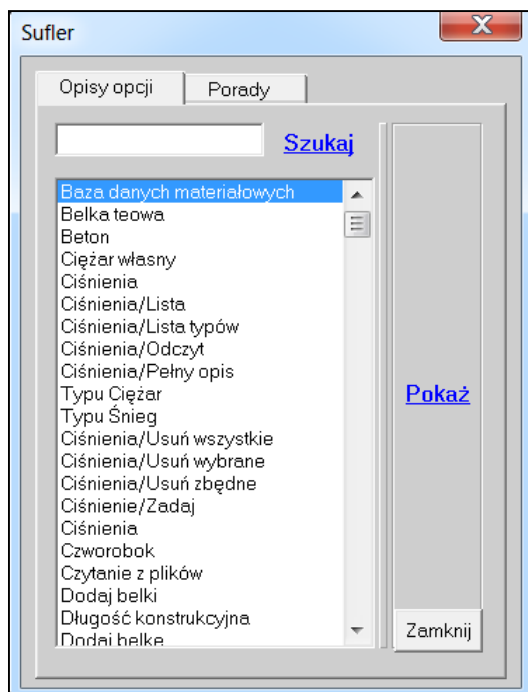 Sufler
Opisy opcji
Porady
Szukaj
Baza danych materiałowych
Belka teowa
Beton
Ciężar własny
Ciśnienia
Ciśnienia/Lista
Ciśnienia/Lista typów
Ciśnienia/Odczyt
Ciśnienia/Pełny opis
Typu Ciężar
Typu Śnieg
Ciśnienia/Usuń wszystkie
Ciśnienia/Usuń wybrane
Ciśnienia/Usuń zbędne
Ciśnienie/Zadaj
Ciśnienia
Czworobok
Czytanie z plików
Dodaj belki
Długość konstrukcyjna
Dodaj belkę
Pokaż
Zamknij